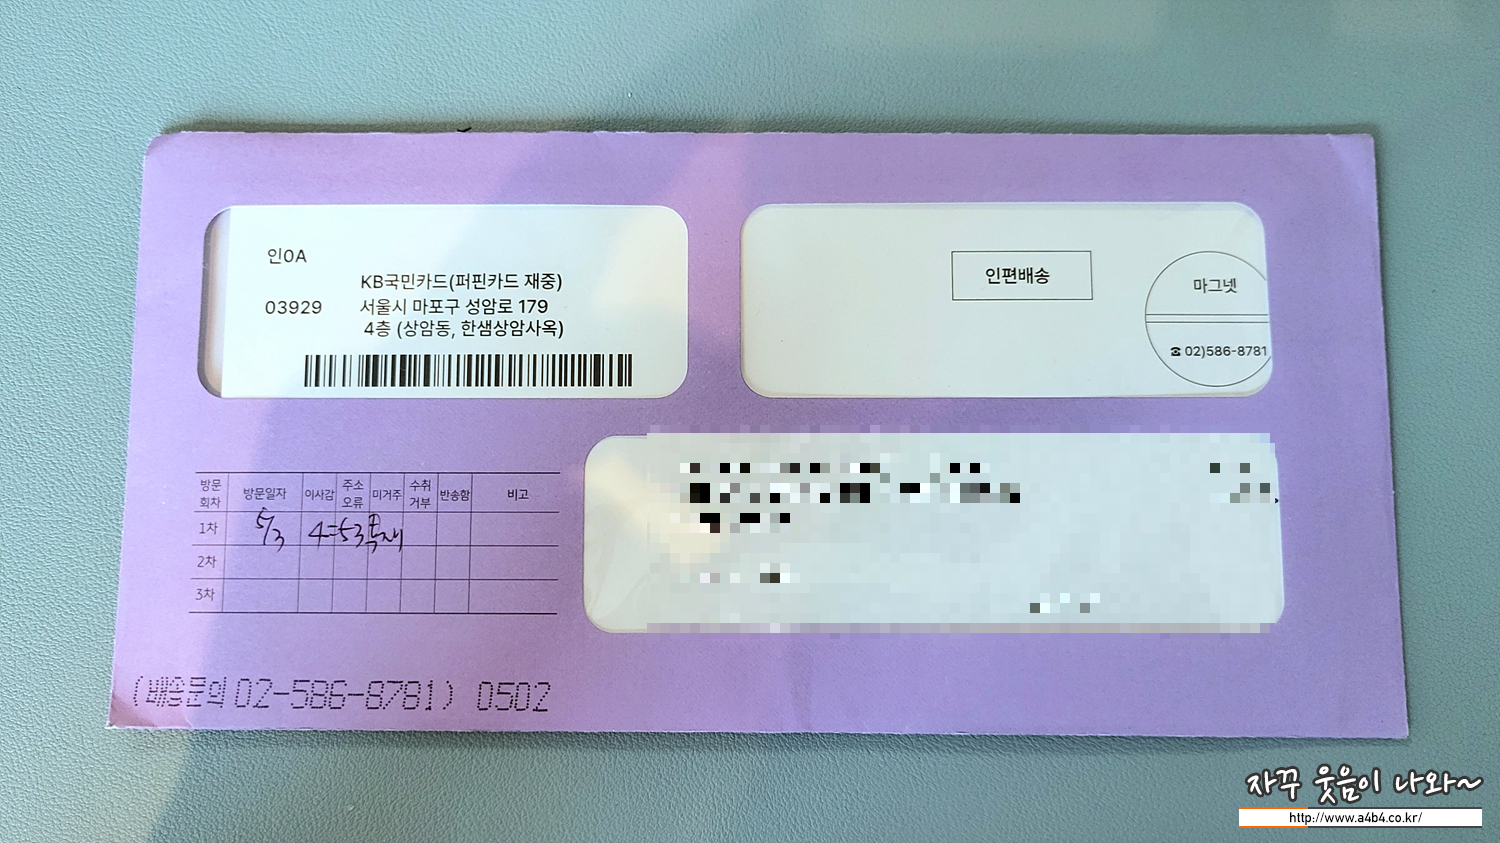 인0A
KB국민카드(퍼핀카드 재중)
03929 서울시 마포구 성암로 179
4층 (상암동, 한샘상암사옥)
인편배송
마그넷
☎ 02)586-8781
방문회차 방문일자 이사감 주소오류 미거주 수취거부 반송함 비고
1차 5/3 4=53
2차
3차
(배송문의 02-586-8781) 0502
자꾸 웃음이 나와~
http://www.a4b4.co.kr/